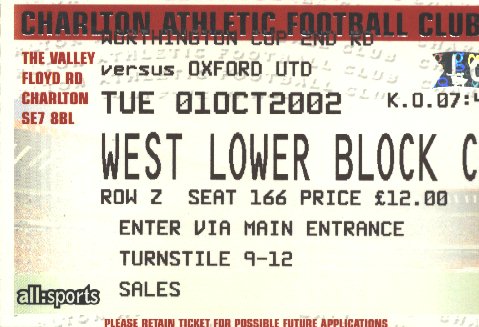 CHARLTON ATHLETIC FOOTBALL CLUB
WORTHINGTON CUP 2ND RD
THE VALLEY
FLOYD RD
CHARLTON
SE7 8BL
versus OXFORD UTD
TUE 01OCT2002 K.O.07:4
WEST LOWER BLOCK C
ROW Z SEAT 166 PRICE £12.00
ENTER VIA MAIN ENTRANCE
TURNSTILE 9-12
SALES
all:sports
PLEASE RETAIN TICKET FOR POSSIBLE FUTURE APPLICATIONS